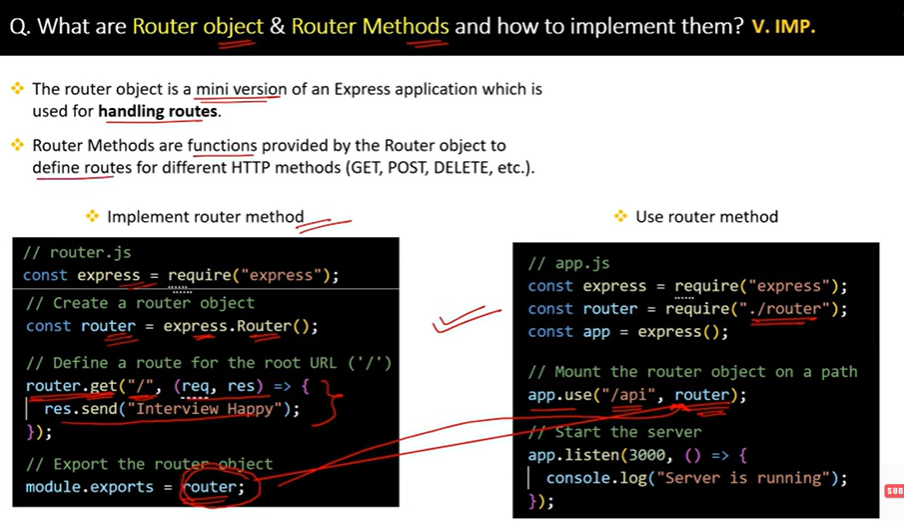 Q. What are Router object & Router Methods and how to implement them? V. IMP.
The router object is a mini version of an Express application which is
used for handling routes.
Router Methods are functions provided by the Router object to
define routes for different HTTP methods (GET, POST, DELETE, etc.).
Implement router method
// router.js
const express = require("express");
// Create a router object
const router = express.Router();
// Define a route for the root URL ('/')
router.get("/", (req, res) => {
res.send("Interview Happy");
});
// Export the router object
module.exports = router;
Use router method
// app.js
const express = require("express");
const router = require("./router");
const app = express();
// Mount the router object on a path
app.use("/api", router);
// Start the server
app.listen(3000, () => {
console.log("Server is running");
});
SUB